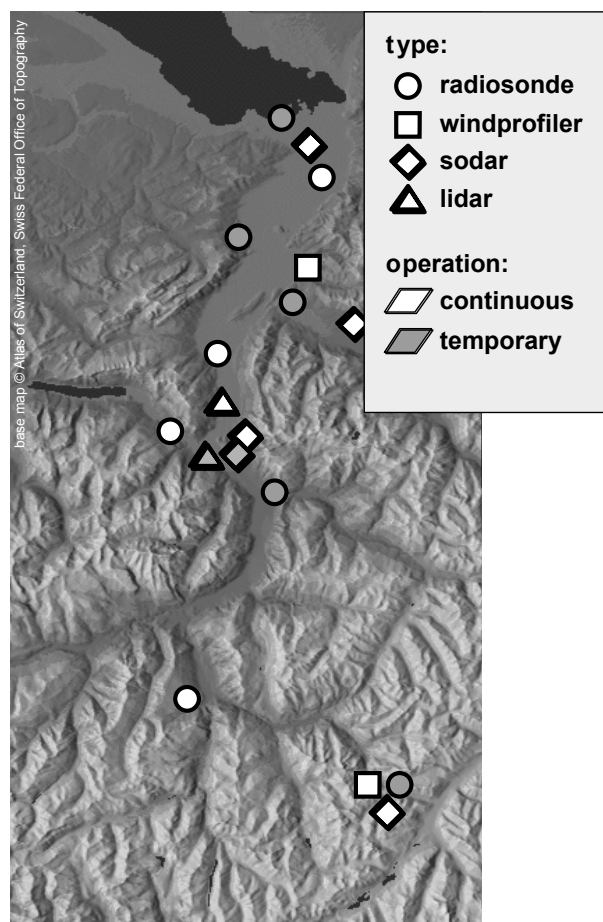 base map © Atlas of Switzerland, Swiss Federal Office of Topography
type:
radiosonde
windprofiler
sodar
lidar
operation:
continuous
temporary